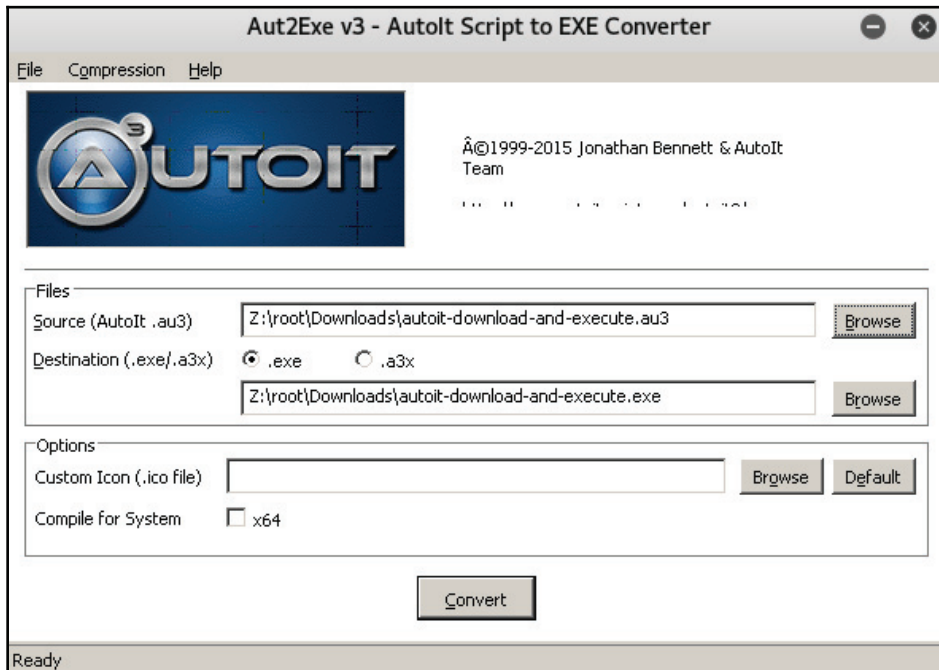 Aut2Exe v3 - AutoIt Script to EXE Converter
File Compression Help
AUTOIT 3
Â©1999-2015 Jonathan Bennett & AutoIt
Team
Files
Source (AutoIt .au3) Z:\root\Downloads\autoit-download-and-execute.au3 Browse
Destination (.exe/.a3x) .exe .a3x
Z:\root\Downloads\autoit-download-and-execute.exe Browse
Options
Custom Icon (.ico file) Browse Default
Compile for System x64
Convert
Ready